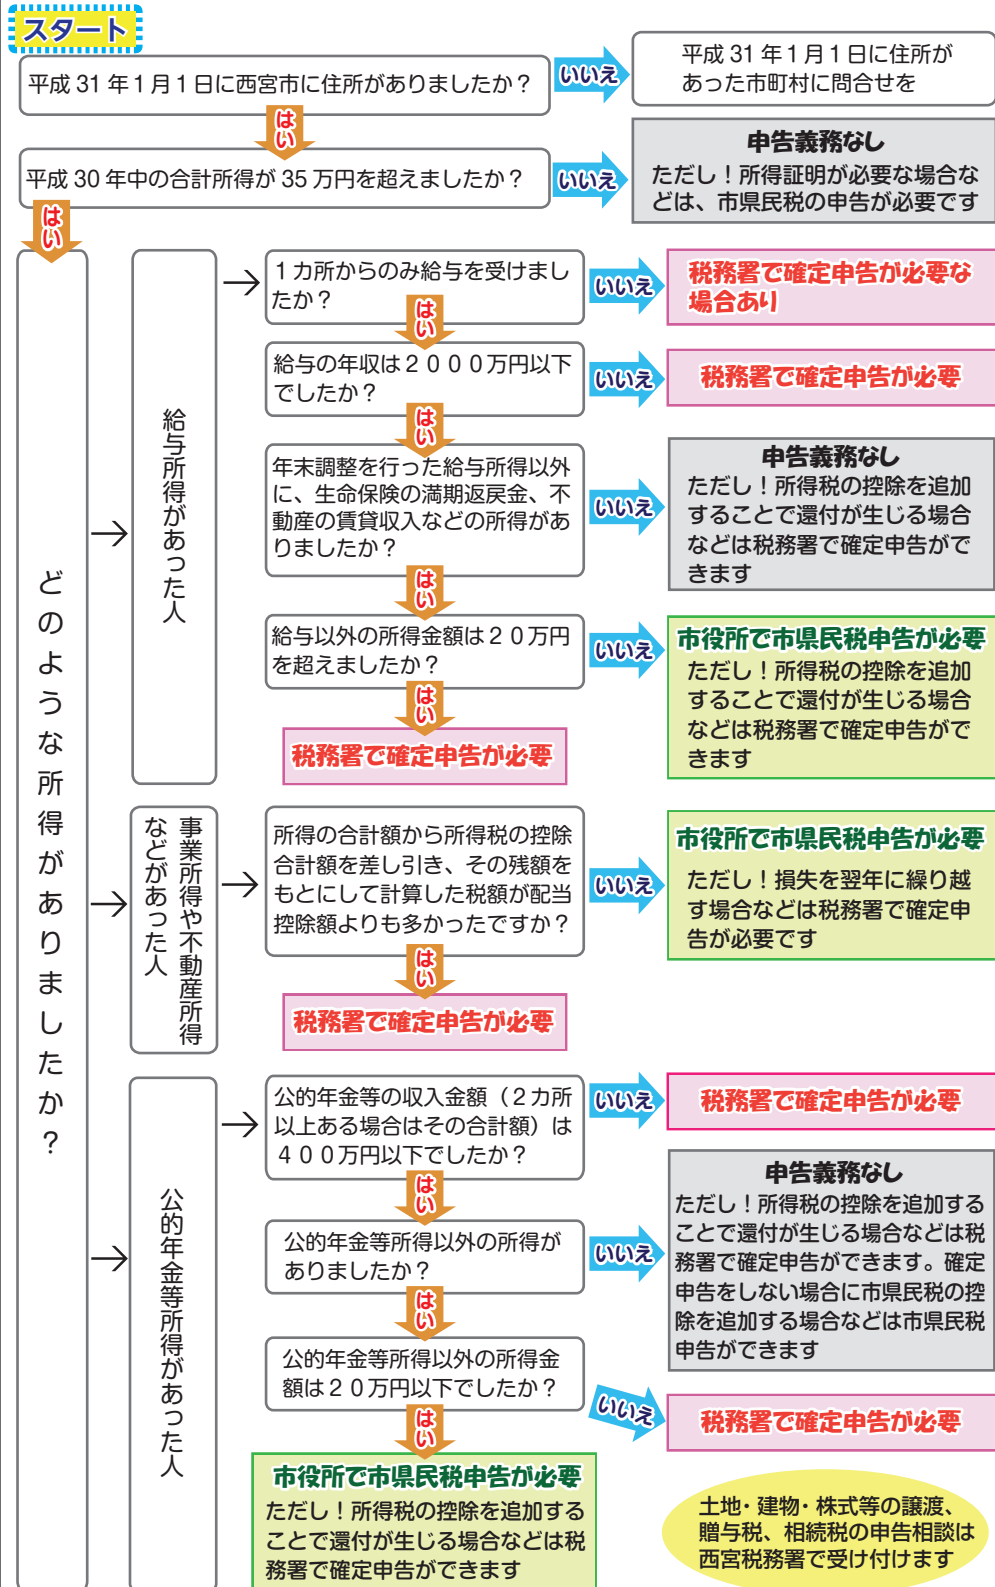 スタート
平成 31 年１月１日に西宮市に住所がありましたか？
いいえ
平成 31 年１月１日に住所が
あった市町村に問合せを
はい
平成 30 年中の合計所得が 35 万円を超えましたか？
いいえ
申告義務なし
ただし！所得証明が必要な場合な
どは、市県民税の申告が必要です
はい
どのような所得がありましたか？
給与所得があった人
１カ所からのみ給与を受けまし
たか？
いいえ
税務署で確定申告が必要な
場合あり
はい
給与の年収は２０００万円以下
でしたか？
いいえ
税務署で確定申告が必要
はい
年末調整を行った給与所得以外
に、生命保険の満期返戻金、不
動産の賃貸収入などの所得があ
りましたか？
いいえ
申告義務なし
ただし！所得税の控除を追加
することで還付が生じる場合
などは税務署で確定申告がで
きます
はい
給与以外の所得金額は２０万円
を超えましたか？
いいえ
市役所で市県民税申告が必要
ただし！所得税の控除を追加
することで還付が生じる場合
などは税務署で確定申告がで
きます
はい
税務署で確定申告が必要
事業所得や不動産所得
などがあった人
所得の合計額から所得税の控除
合計額を差し引き、その残額を
もとにして計算した税額が配当
控除額よりも多かったですか？
いいえ
市役所で市県民税申告が必要
ただし！損失を翌年に繰り越
す場合などは税務署で確定申
告が必要です
はい
税務署で確定申告が必要
公的年金等所得があった人
公的年金等の収入金額（２カ所
以上ある場合はその合計額）は
４００万円以下でしたか？
いいえ
税務署で確定申告が必要
はい
公的年金等所得以外の所得が
ありましたか？
いいえ
申告義務なし
ただし！所得税の控除を追加する
ことで還付が生じる場合などは税
務署で確定申告ができます。確定
申告をしない場合に市県民税の控
除を追加する場合などは市県民税
申告ができます
はい
公的年金等所得以外の所得金
額は２０万円以下でしたか？
いいえ
税務署で確定申告が必要
はい
市役所で市県民税申告が必要
ただし！所得税の控除を追加する
ことで還付が生じる場合などは税
務署で確定申告ができます
土地・建物・株式等の譲渡、
贈与税、相続税の申告相談は
西宮税務署で受け付けます